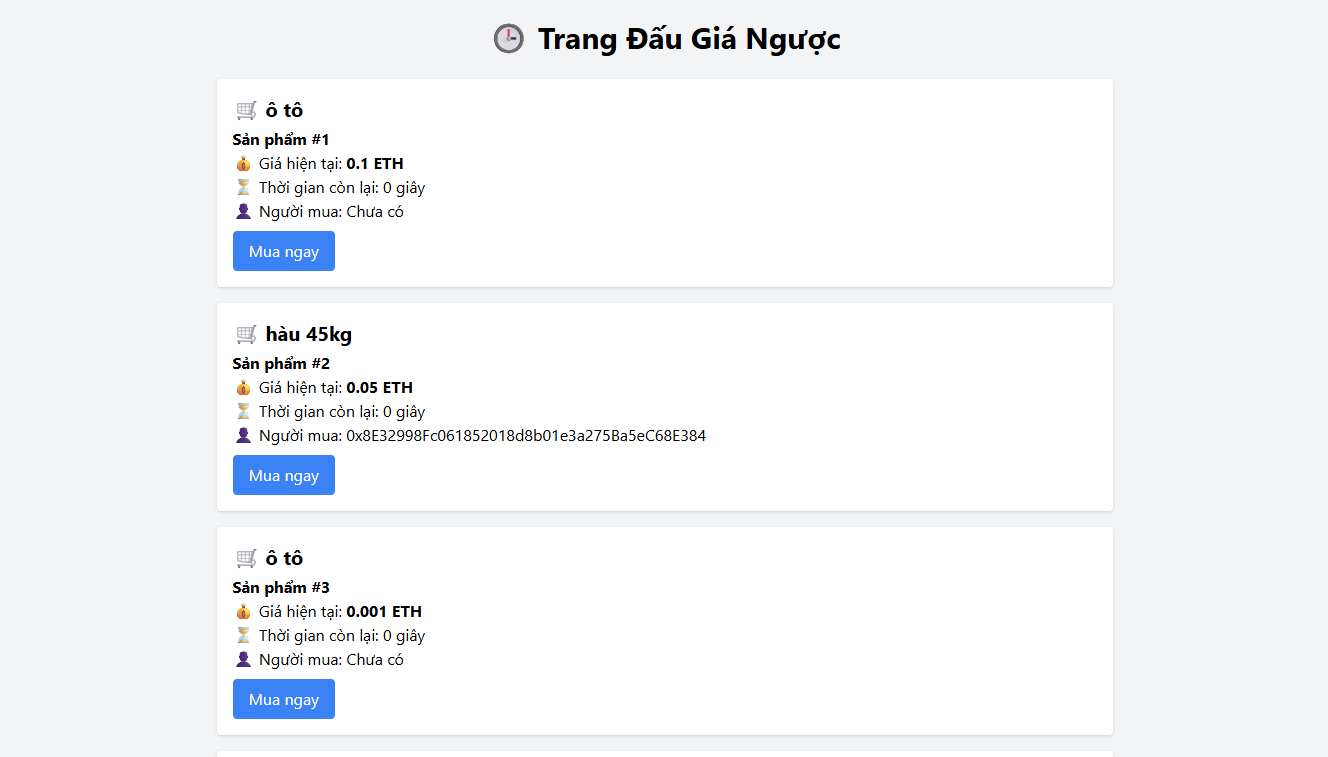 Trang Đấu Giá Ngược
ô tô
Sản phẩm #1
Giá hiện tại: 0.1 ETH
Thời gian còn lại: 0 giây
Người mua: Chưa có
Mua ngay
hàu 45kg
Sản phẩm #2
Giá hiện tại: 0.05 ETH
Thời gian còn lại: 0 giây
Người mua: 0x8E32998Fc061852018d8b01e3a275Ba5eC68E384
Mua ngay
ô tô
Sản phẩm #3
Giá hiện tại: 0.001 ETH
Thời gian còn lại: 0 giây
Người mua: Chưa có
Mua ngay